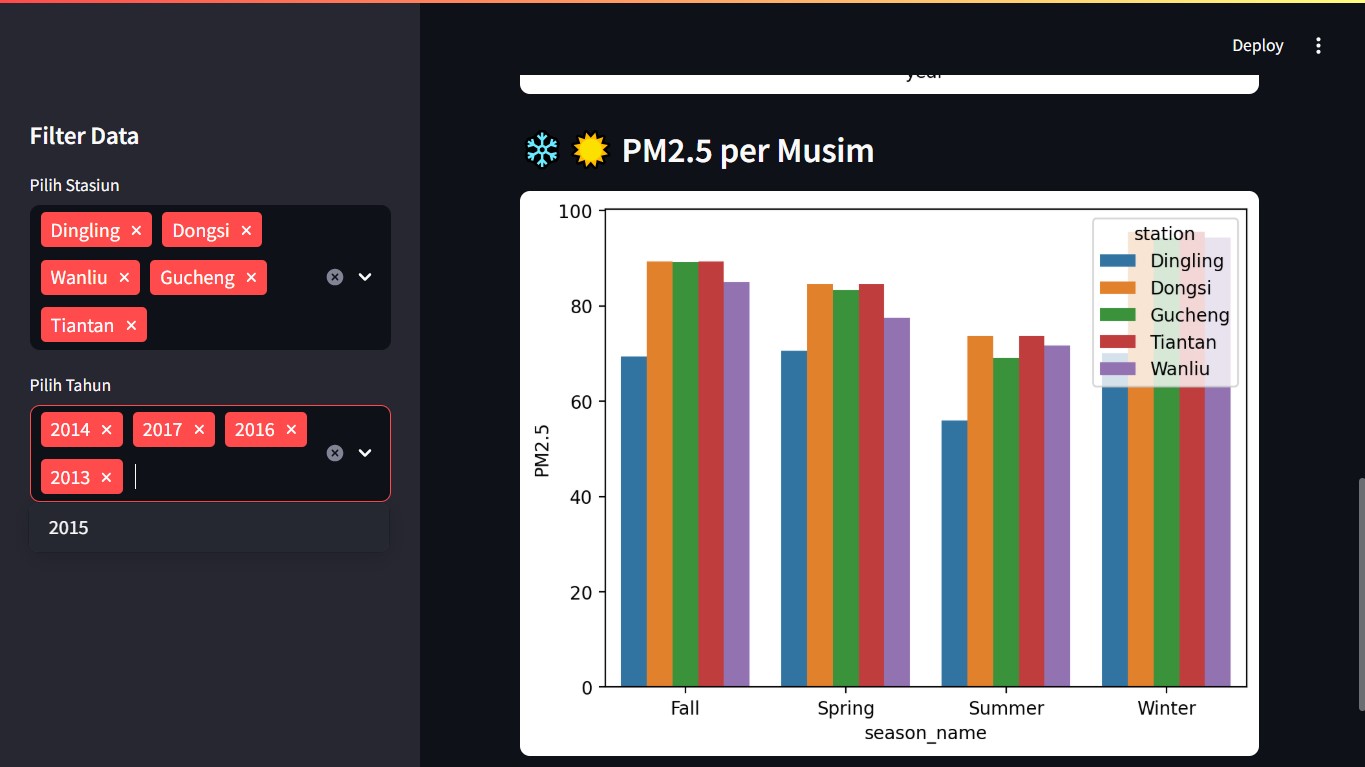 Deploy
year
Filter Data
Pilih Stasiun
Dingling × Dongsi ×
Wanliu × Gucheng ×
Tiantan ×
Pilih Tahun
2014 × 2017 × 2016 ×
2013 ×
2015
❄️☀️ PM2.5 per Musim
100
80
60
40
20
0
PM2.5
station
Dingling
Dongsi
Gucheng
Tiantan
Wanliu
Fall
Spring
Summer
Winter
season_name